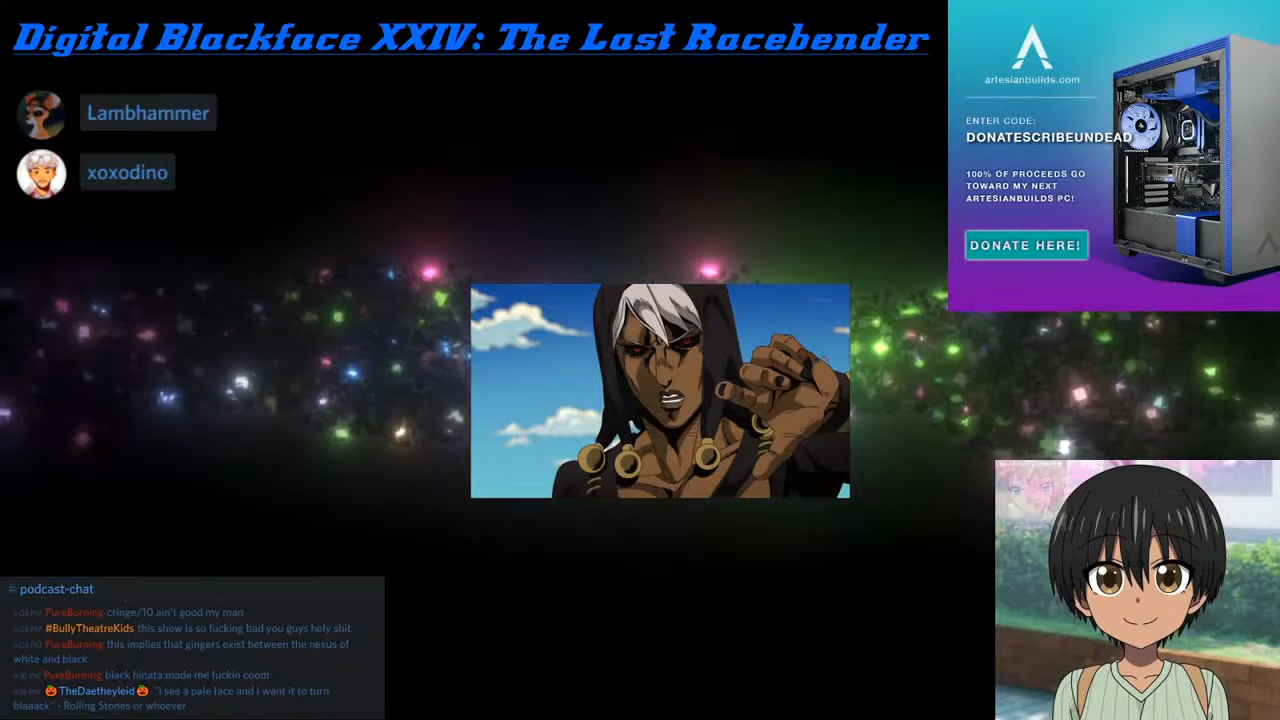 Digital Blackface XXIV: The Last Racebender
Lambhammer
xoxodino
artesianbuilds.com
ENTER CODE:
DONATESCRIBEUNDEAD
100% OF PROCEEDS GO
TOWARD MY NEXT
ARTESIANBUILDS PC!
DONATE HERE!
# podcast-chat
PureBurning cringe/10 ain't good my man
#BullyTheatreKids this show is so fucking bad you guys holy shit
PureBurning this implies that gingers exist between the nexus of
white and black
PureBurning black hinata made me fuckin coom
🎃TheDaetheyleid🎃 "I see a pale face and I want it to turn
blaaack" - Rolling Stones or whoever